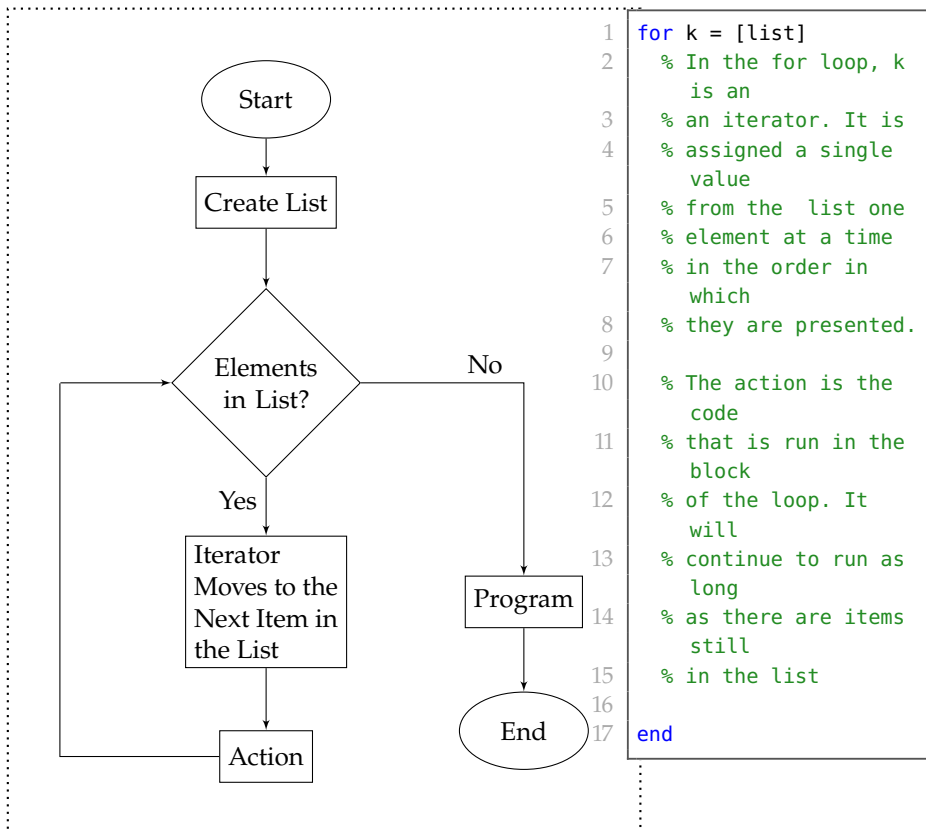 Start
Create List
Elements
in List?
No
Yes
Iterator
Moves to the
Next Item in
the List
Action
Program
End
1 for k = [list]
2 % In the for loop, k
is an
3 % an iterator. It is
4 % assigned a single
value
5 % from the  list one
6 % element at a time
7 % in the order in
which
8 % they are presented.
9
10 % The action is the
code
11 % that is run in the
block
12 % of the loop. It
will
13 % continue to run as
long
14 % as there are items
still
15 % in the list
16
17 end